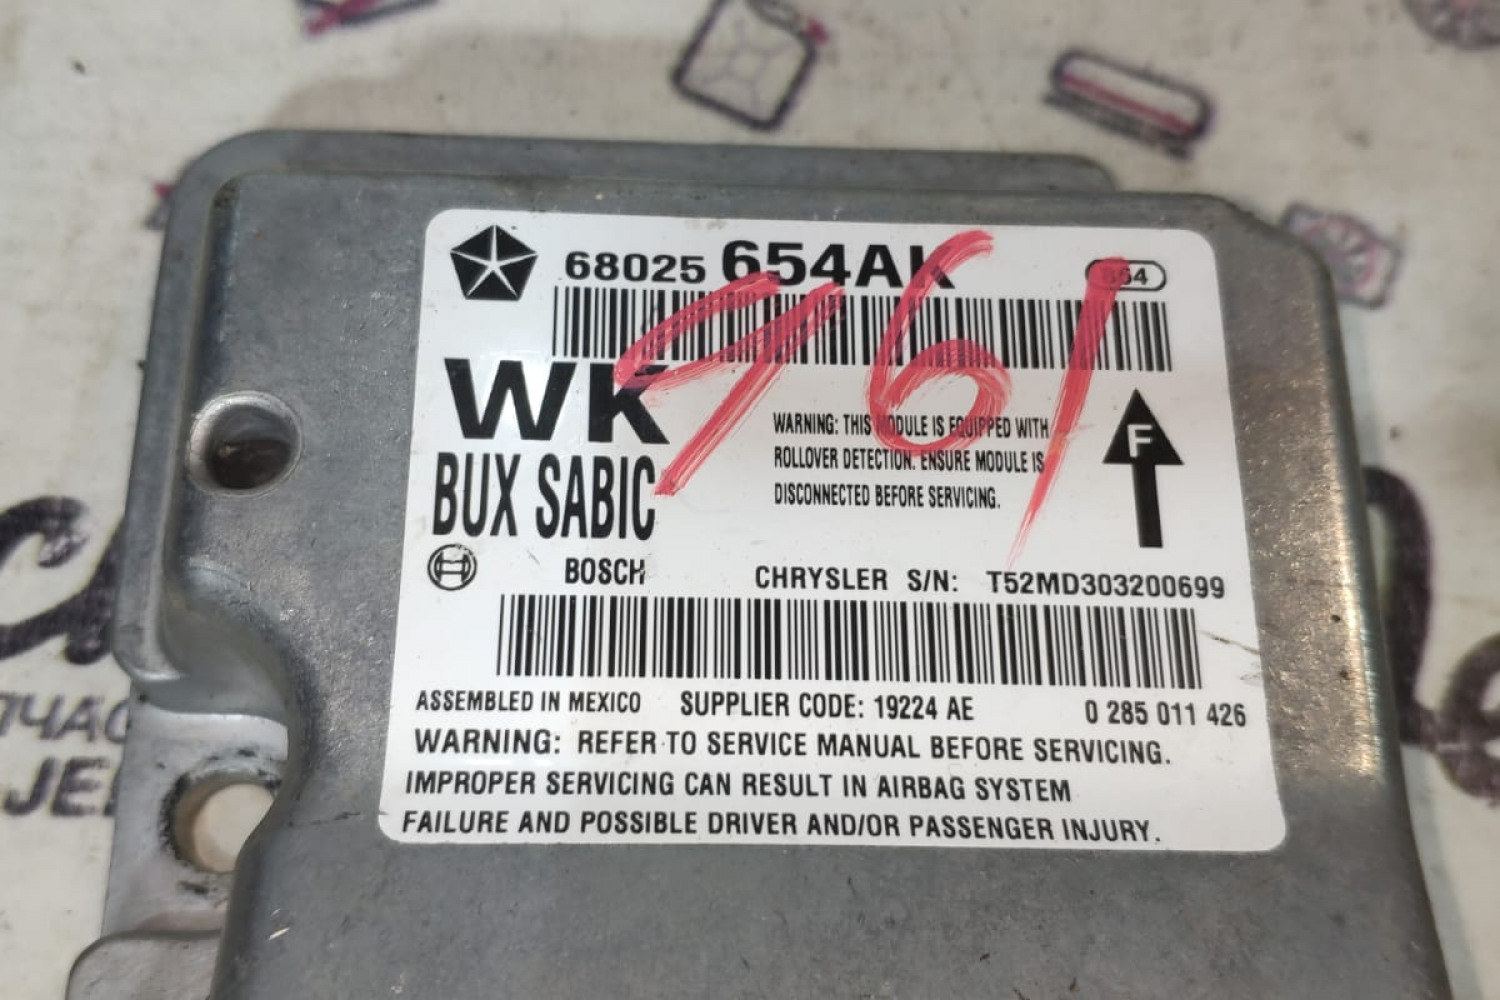 68025 654AK
961
WK
BUX SABIC
WARNING: THIS MODULE IS EQUIPPED WITH
ROLLOVER DETECTION. ENSURE MODULE IS
DISCONNECTED BEFORE SERVICING.
F
BOSCH CHRYSLER S/N: T52MD303200699
ASSEMBLED IN MEXICO SUPPLIER CODE: 19224 AE 0 285 011 426
WARNING: REFER TO SERVICE MANUAL BEFORE SERVICING.
IMPROPER SERVICING CAN RESULT IN AIRBAG SYSTEM
FAILURE AND POSSIBLE DRIVER AND/OR PASSENGER INJURY.